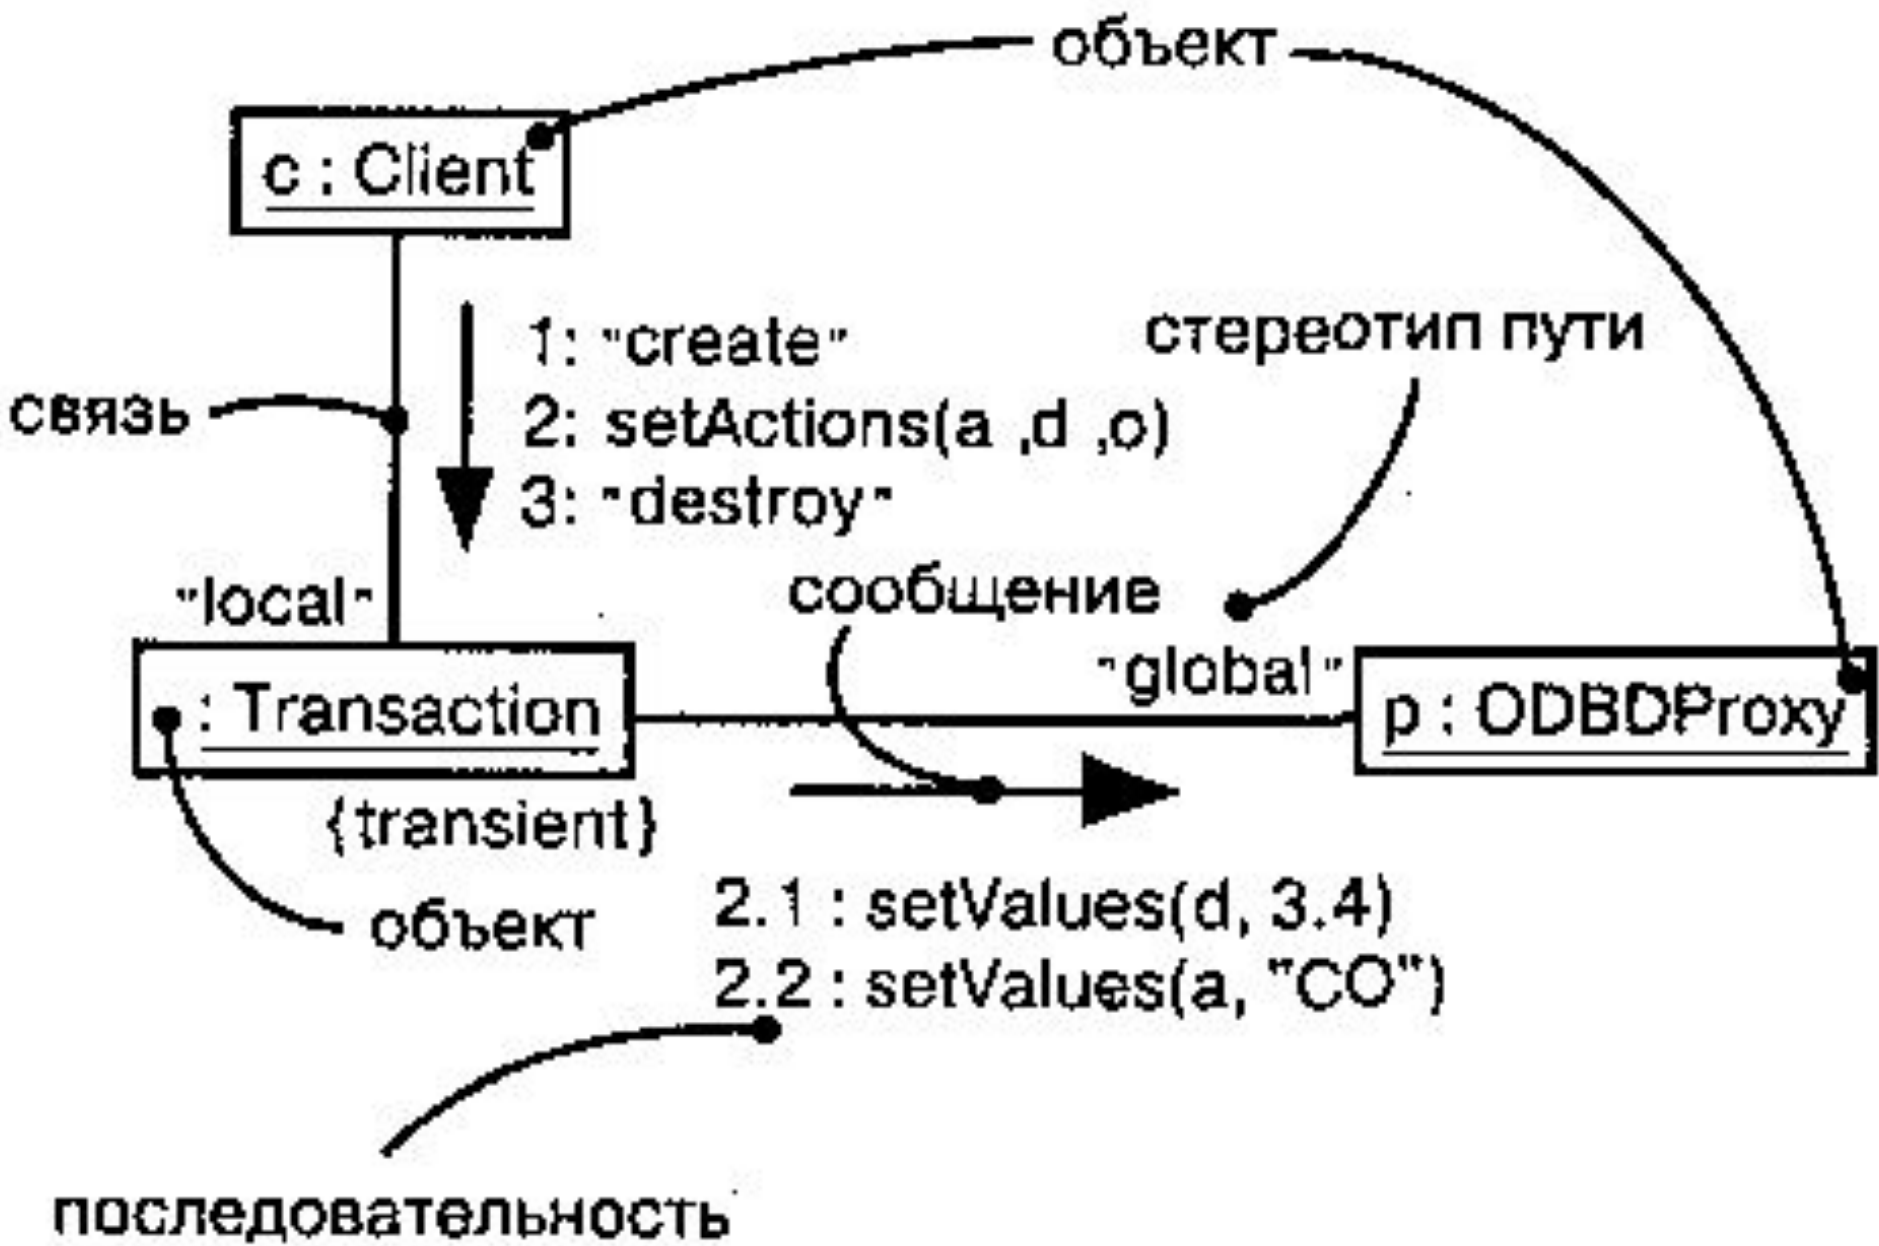 объект
c : Client
1: "create"
стереотип пути
связь
2: setActions(a ,d ,o)
3: "destroy"
"local"
сообщение
"global"
: Transaction
p : ODBDProxy
{transient}
объект
2.1 : setValues(d, 3.4)
2.2 : setValues(a, "CO")
последовательность